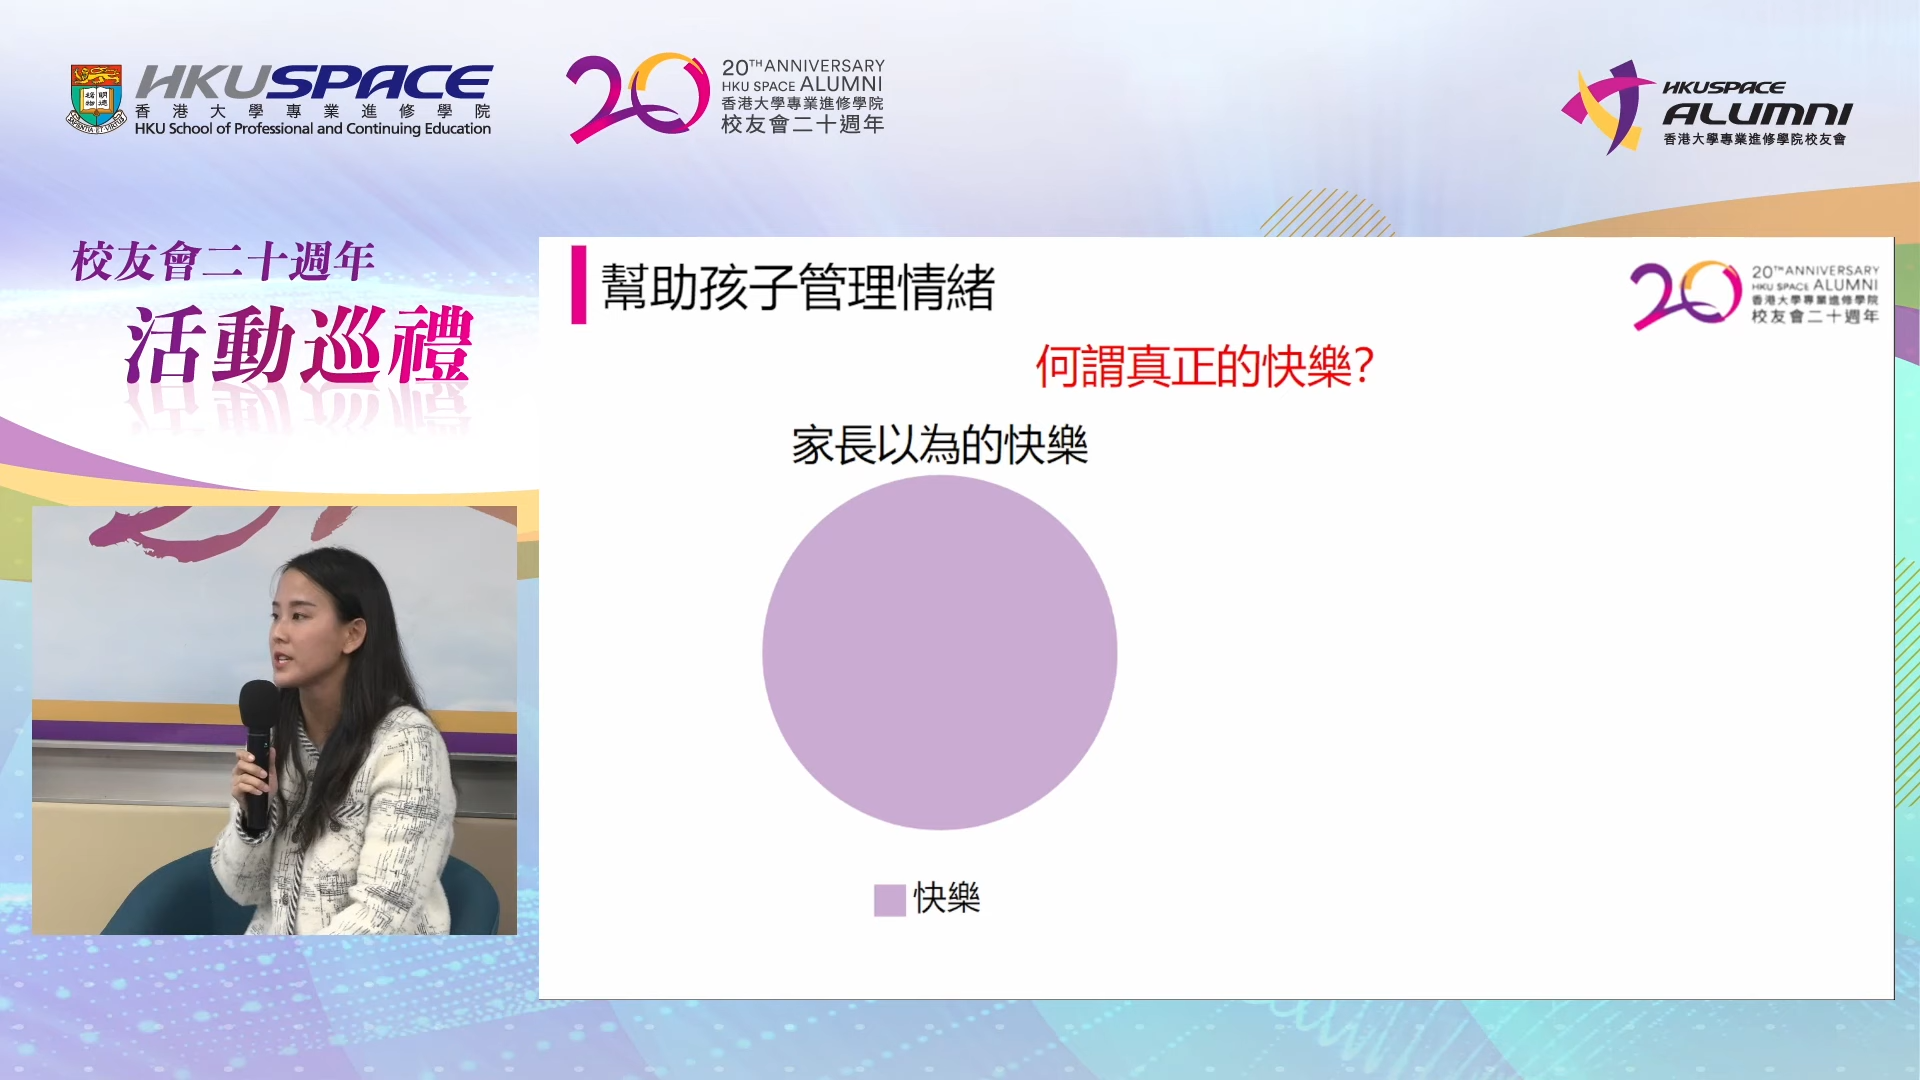 HKUSPACE
香港大學專業進修學院
HKU School of Professional and Continuing Education
20
20TH ANNIVERSARY
HKU SPACE ALUMNI
香港大學專業進修學院
校友會二十週年
HKUSPACE
ALUMNI
香港大學專業進修學院校友會
校友會二十週年
活動巡禮
幫助孩子管理情緒
20
20TH ANNIVERSARY
HKU SPACE ALUMNI
香港大學專業進修學院
校友會二十週年
何謂真正的快樂?
家長以為的快樂
快樂